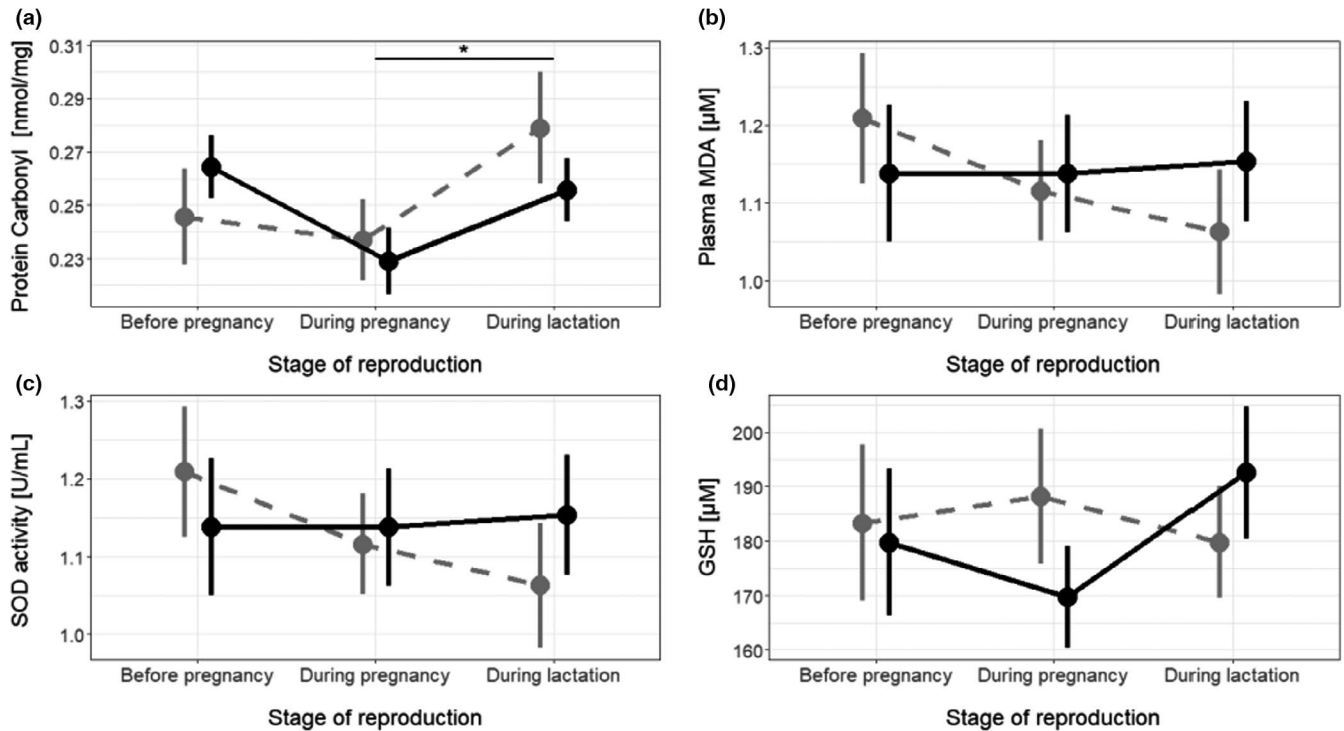 (a)
Protein Carbonyl [nmol/mg]
0.31
0.29
0.27
0.25
0.23
*
Before pregnancy During pregnancy During lactation
Stage of reproduction
(b)
Plasma MDA [µM]
1.3
1.2
1.1
1.0
Before pregnancy During pregnancy During lactation
Stage of reproduction
(c)
SOD activity [U/mL]
1.3
1.2
1.1
1.0
Before pregnancy During pregnancy During lactation
Stage of reproduction
(d)
GSH [µM]
200
190
180
170
160
Before pregnancy During pregnancy During lactation
Stage of reproduction